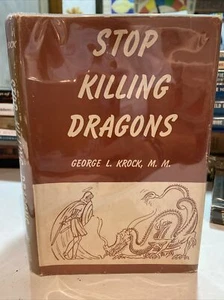 STOP
KILLING
DRAGONS
GEORGE L. KROCK, M. M.